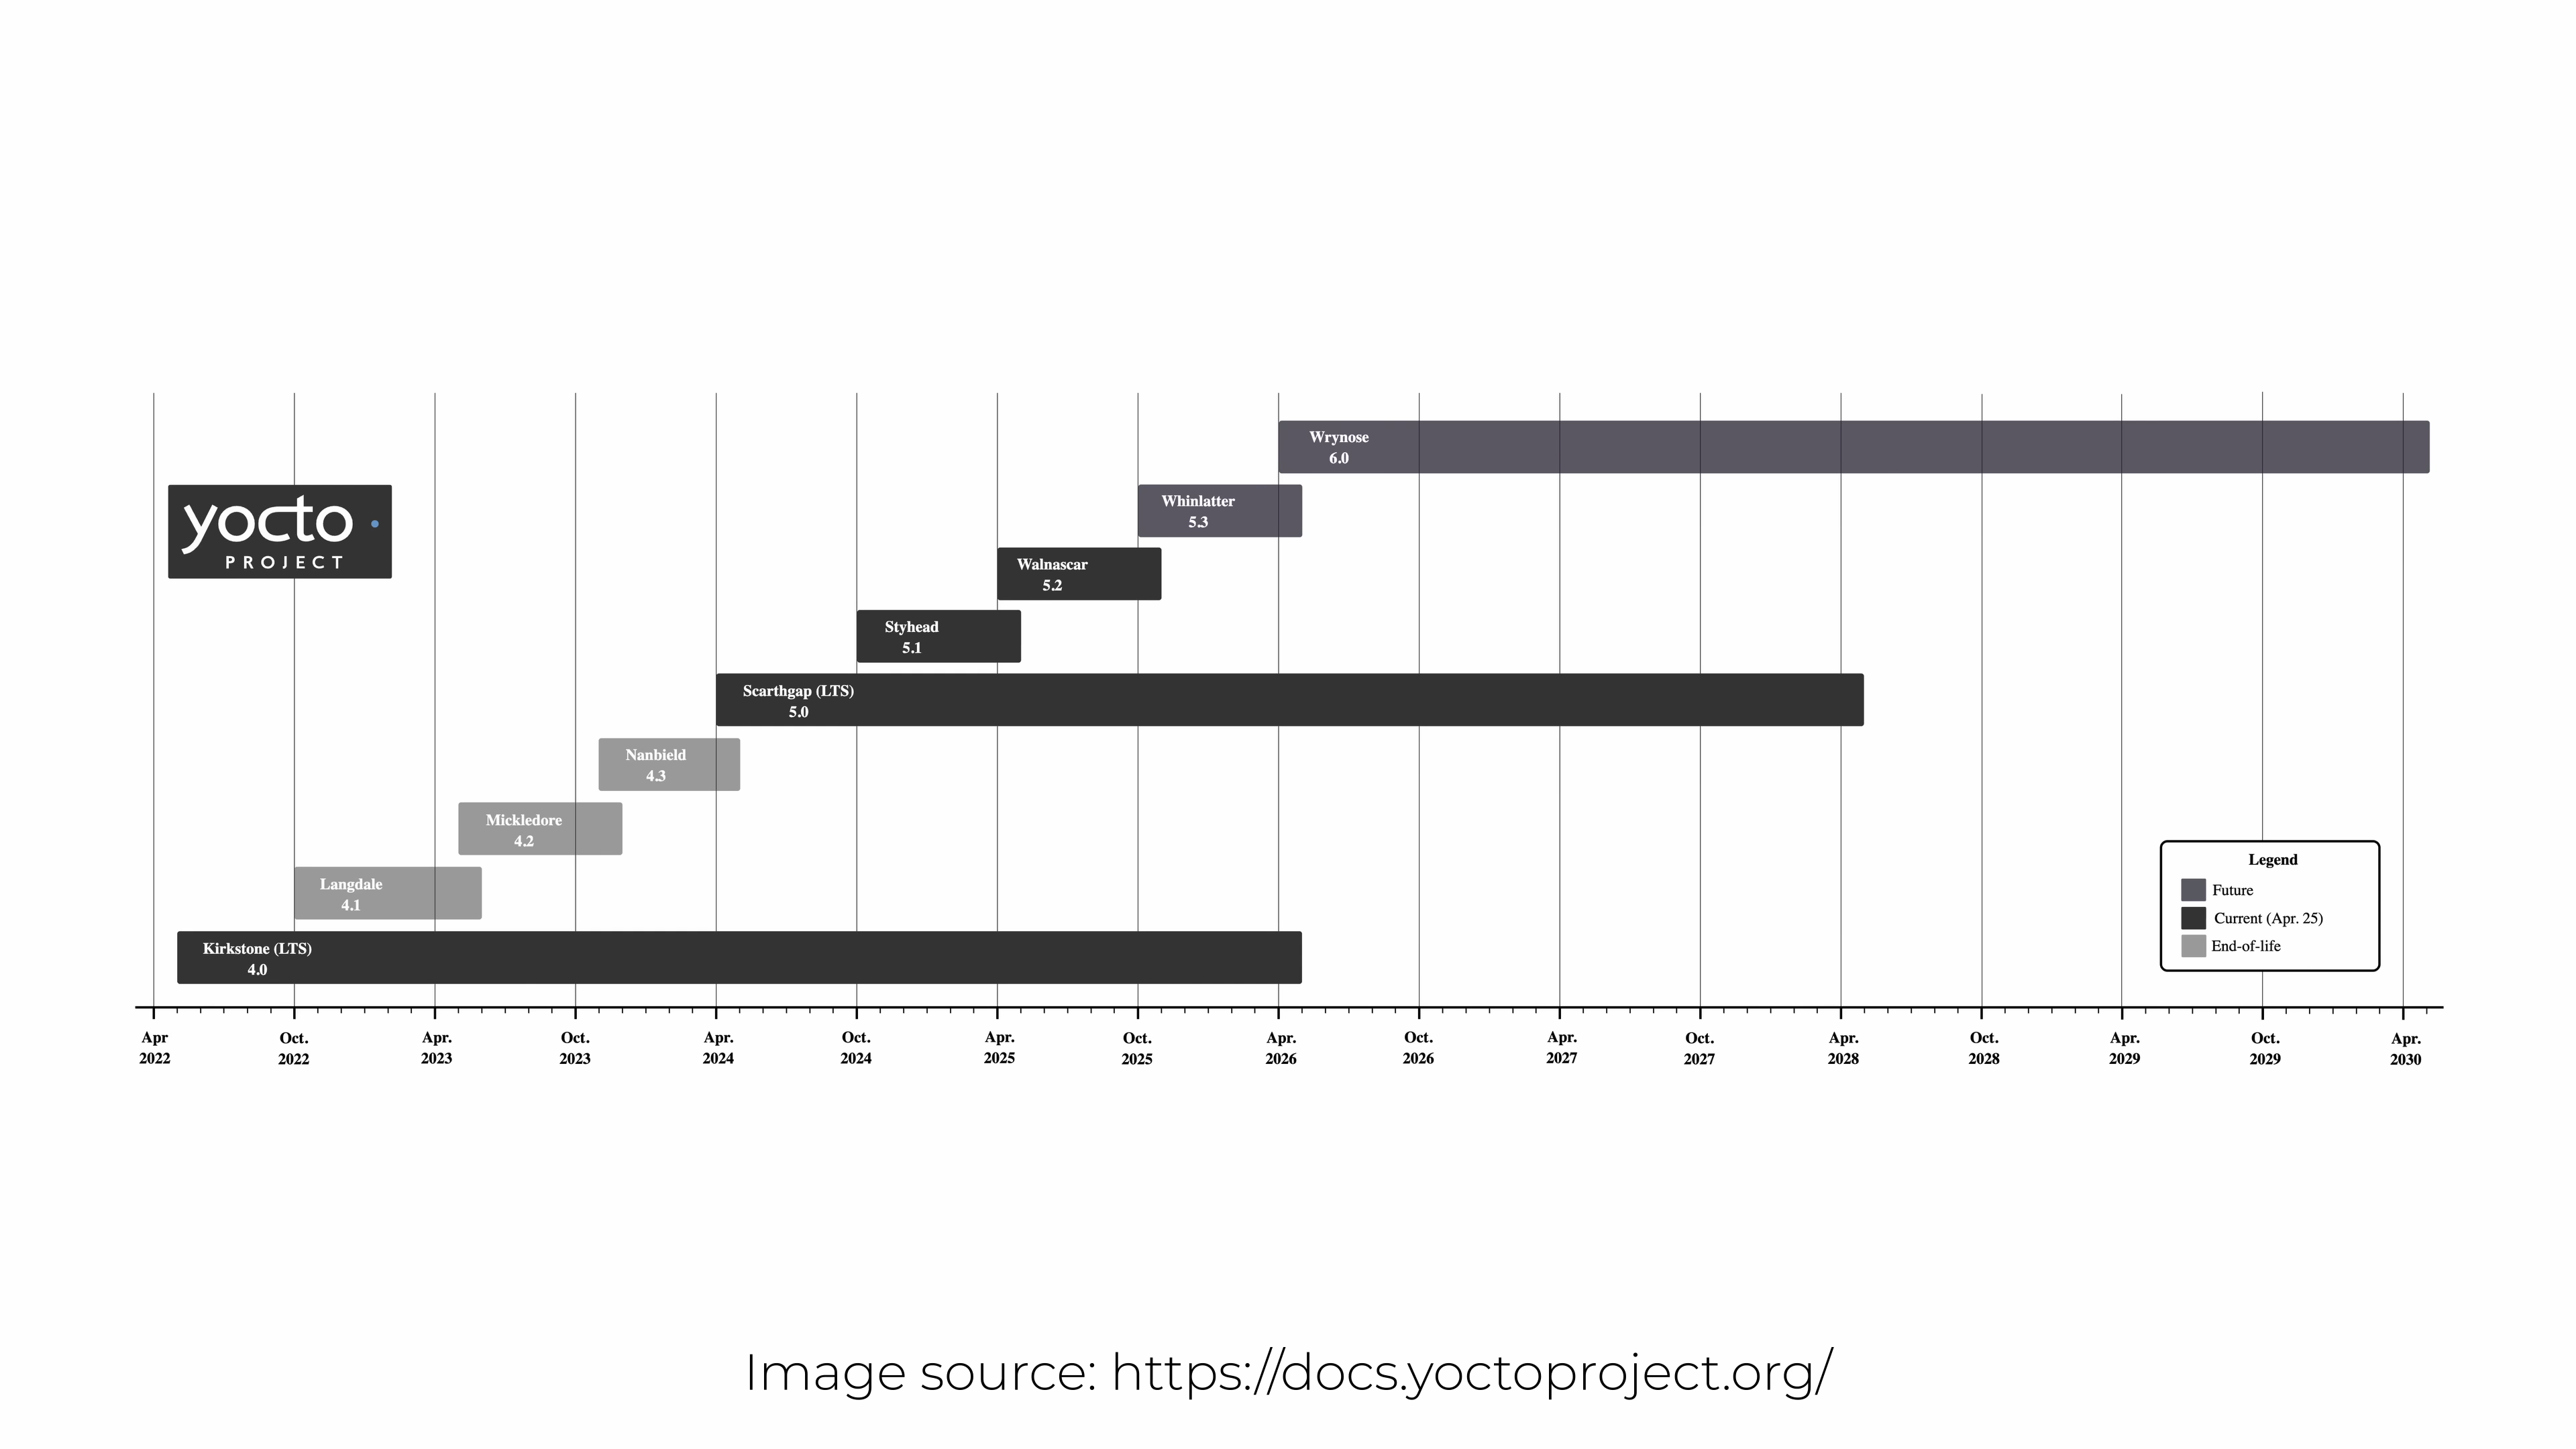 Wrynose
6.0
Whinlatter
5.3
yocto
PROJECT
Walnascar
5.2
Styhead
5.1
Scarthgap (LTS)
5.0
Nanbield
4.3
Mickledore
4.2
Langdale
4.1
Kirkstone (LTS)
4.0
Legend
Future
Current (Apr. 25)
End-of-life
Apr Oct. Apr. Oct. Apr. Oct. Apr. Oct. Apr. Oct. Apr. Oct. Apr. Oct. Apr. Oct. Apr.
2022 2022 2023 2023 2024 2024 2025 2025 2026 2026 2027 2027 2028 2028 2029 2029 2030
Image source: https://docs.yoctoproject.org/